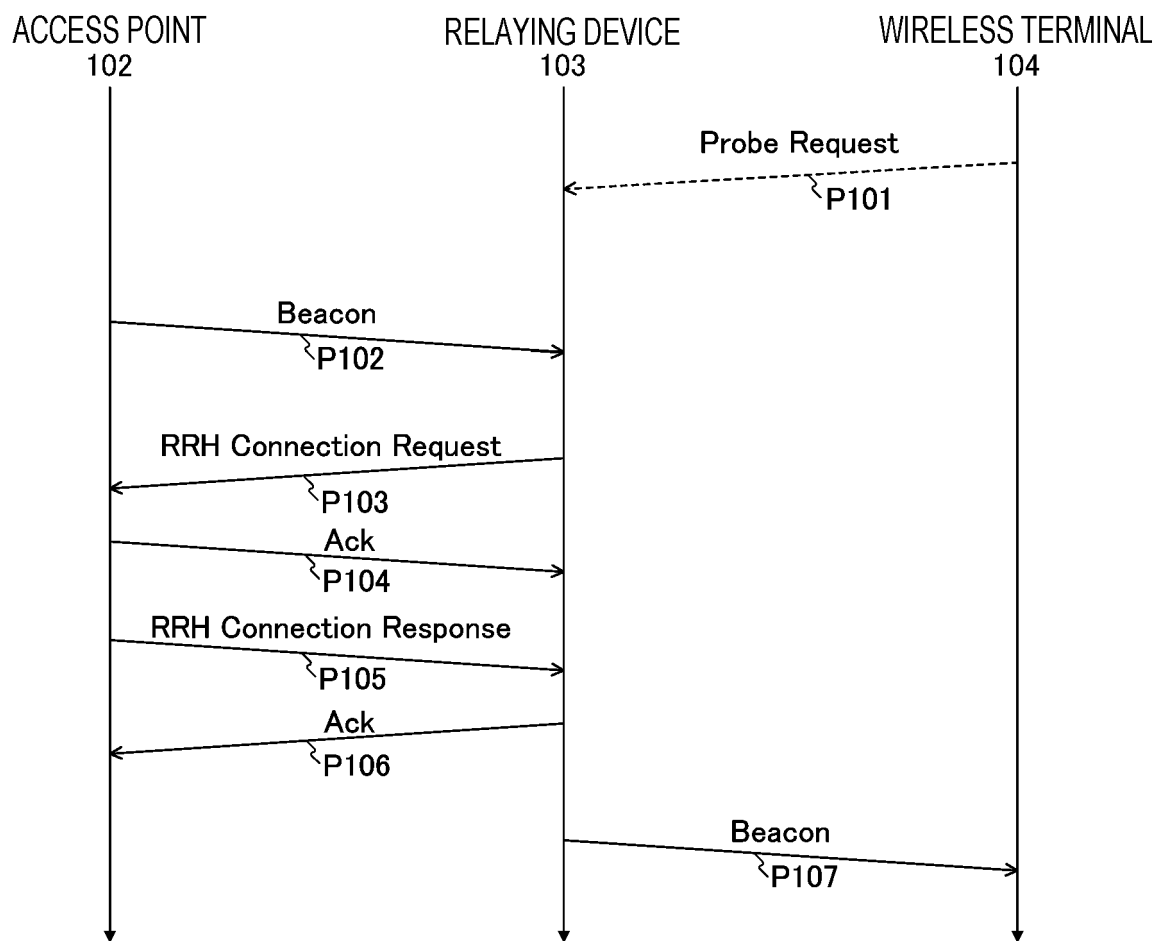 ACCESS POINT RELAYING DEVICE WIRELESS TERMINAL
102 103 104
Probe Request
P101
Beacon
P102
RRH Connection Request
P103
Ack
P104
RRH Connection Response
P105
Ack
P106
Beacon
P107